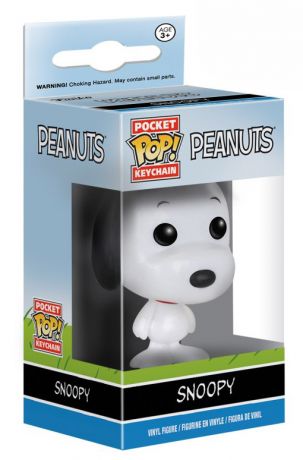 AGE
3+
WARNING! Choking Hazard. May contain small parts.
PEANUTS
POCKET
POP!
KEYCHAIN
PEANUTS
POCKET
POP!
KEYCHAIN
SNOOPY
SNOOPY
VINYL FIGURE / FIGURINE EN VINYLE / FIGURA DE VINIL